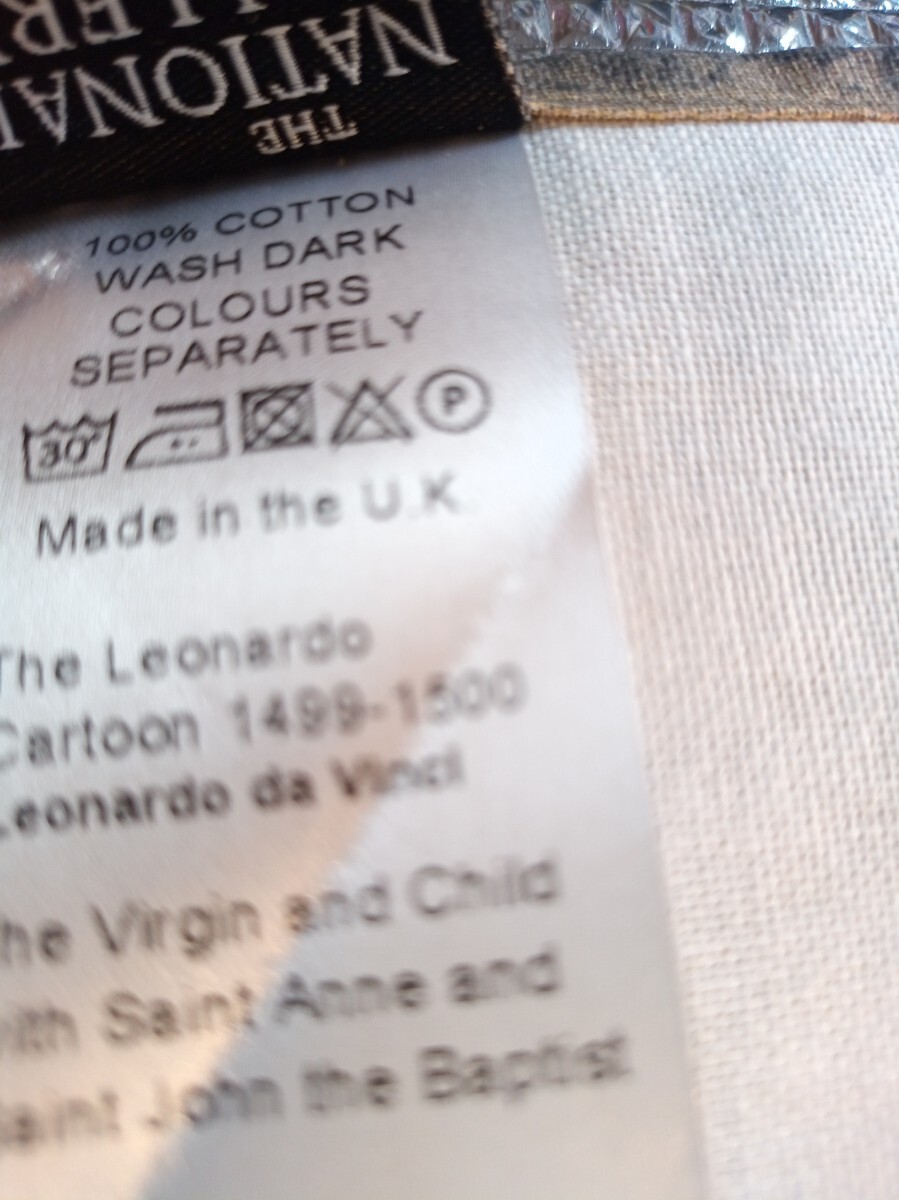 THE
NATIONAL
LLERY
100% COTTON
WASH DARK
COLOURS
SEPARATELY
30° P
Made in the U.K.
The Leonardo
Cartoon 1499-1500
Leonardo da Vinci
The Virgin and Child
with Saint Anne and
Saint John the Baptist